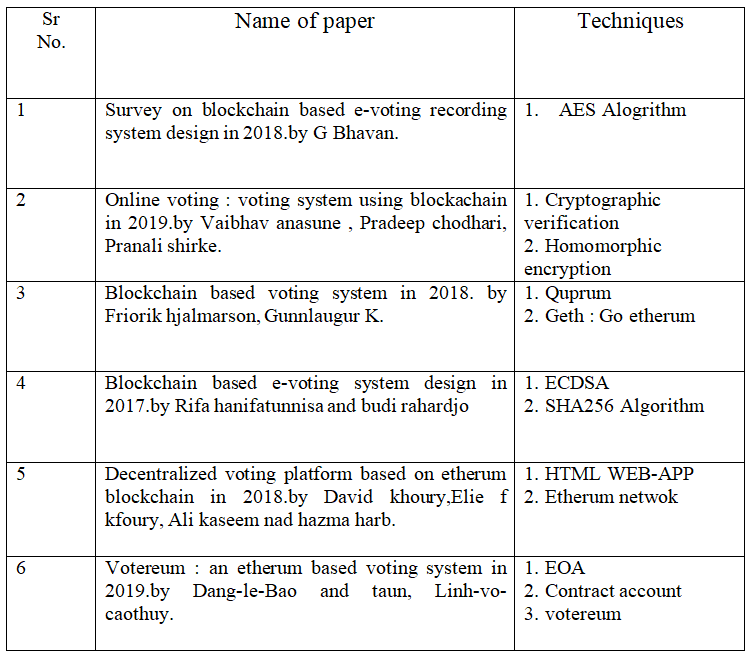 Sr
No.
Name of paper
Techniques
1
Survey on blockchain based e-voting recording
system design in 2018.by G Bhavan.
1. AES Alogrithm
2
Online voting : voting system using blockachain
in 2019.by Vaibhav anasune , Pradeep chodhari,
Pranali shirke.
1. Cryptographic
verification
2. Homomorphic
encryption
3
Blockchain based voting system in 2018. by
Friorik hjalmarson, Gunnlaugur K.
1. Quprum
2. Geth : Go etherum
4
Blockchain based e-voting system design in
2017.by Rifa hanifatunnisa and budi rahardjo
1. ECDSA
2. SHA256 Algorithm
5
Decentralized voting platform based on etherum
blockchain in 2018.by David khoury,Elie f
kfoury, Ali kaseem nad hazma harb.
1. HTML WEB-APP
2. Etherum netwok
6
Votereum : an etherum based voting system in
2019.by Dang-le-Bao and taun, Linh-vo-
caothuy.
1. EOA
2. Contract account
3. votereum